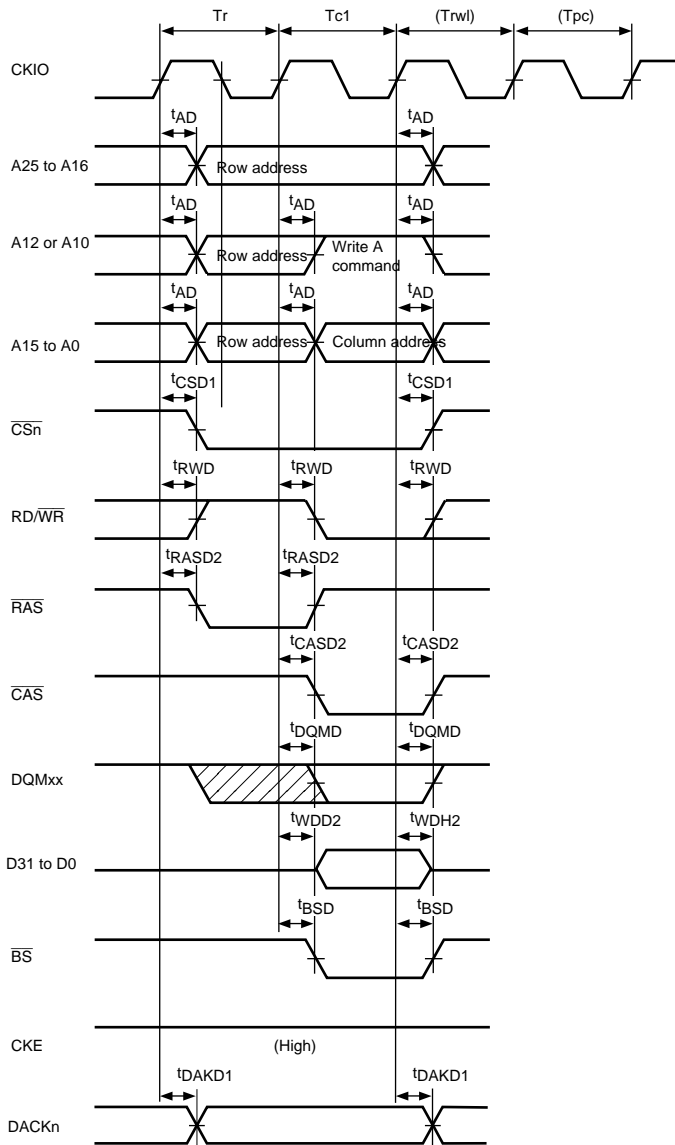 Tr Tc1 (Trwl) (Tpc)
CKIO
tAD tAD
A25 to A16 Row address
tAD tAD tAD
A12 or A10 Row address Write A command
tAD tAD tAD
A15 to A0 Row address Column address
tCSD1 tCSD1
CSn
tRWD tRWD tRWD
RD/WR
tRASD2 tRASD2
RAS
tCASD2 tCASD2
CAS
tDQMD tDQMD
DQMxx
tWDD2 tWDH2
D31 to D0
tBSD tBSD
BS
CKE (High)
tDAKD1 tDAKD1
DACKn